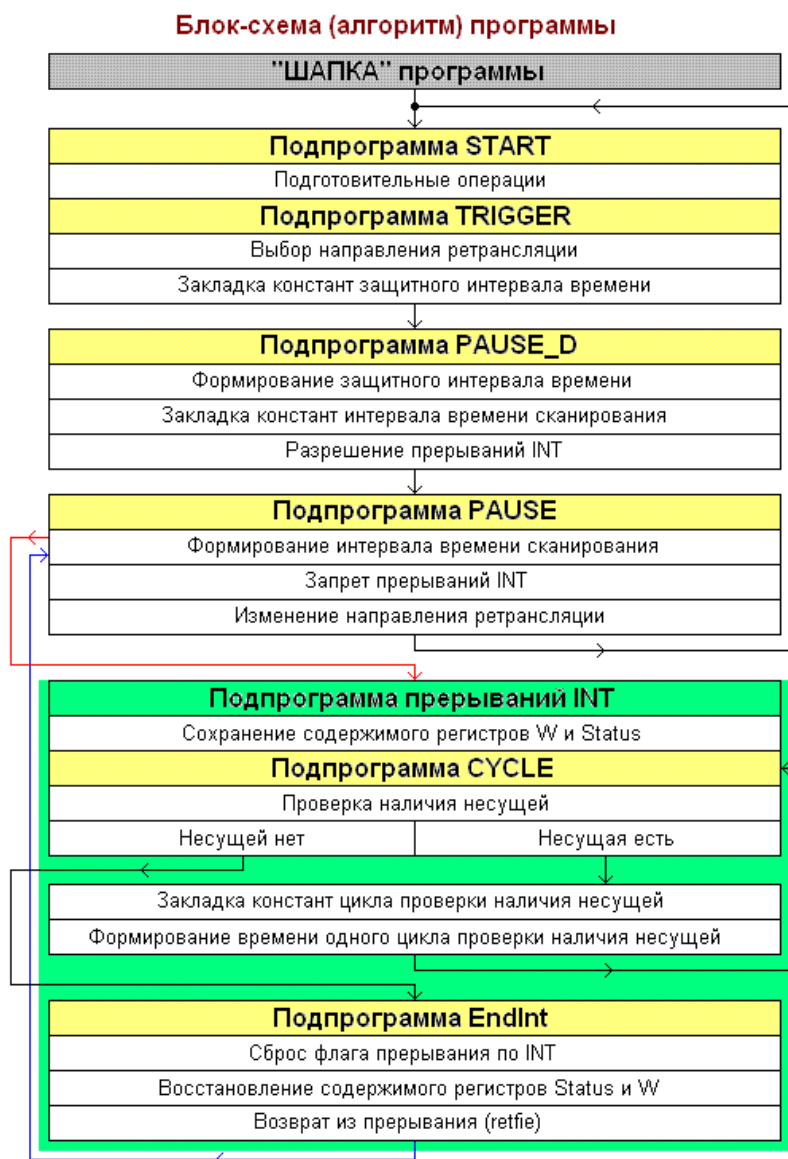 Блок-схема (алгоритм) программы
"ШАПКА" программы
Подпрограмма START
Подготовительные операции
Подпрограмма TRIGGER
Выбор направления ретрансляции
Закладка констант защитного интервала времени
Подпрограмма PAUSE_D
Формирование защитного интервала времени
Закладка констант интервала времени сканирования
Разрешение прерываний INT
Подпрограмма PAUSE
Формирование интервала времени сканирования
Запрет прерываний INT
Изменение направления ретрансляции
Подпрограмма прерываний INT
Сохранение содержимого регистров W и Status
Подпрограмма CYCLE
Проверка наличия несущей
Несущей нет
Несущая есть
Закладка констант цикла проверки наличия несущей
Формирование времени одного цикла проверки наличия несущей
Подпрограмма EndInt
Сброс флага прерывания по INT
Восстановление содержимого регистров Status и W
Возврат из прерывания (retfie)